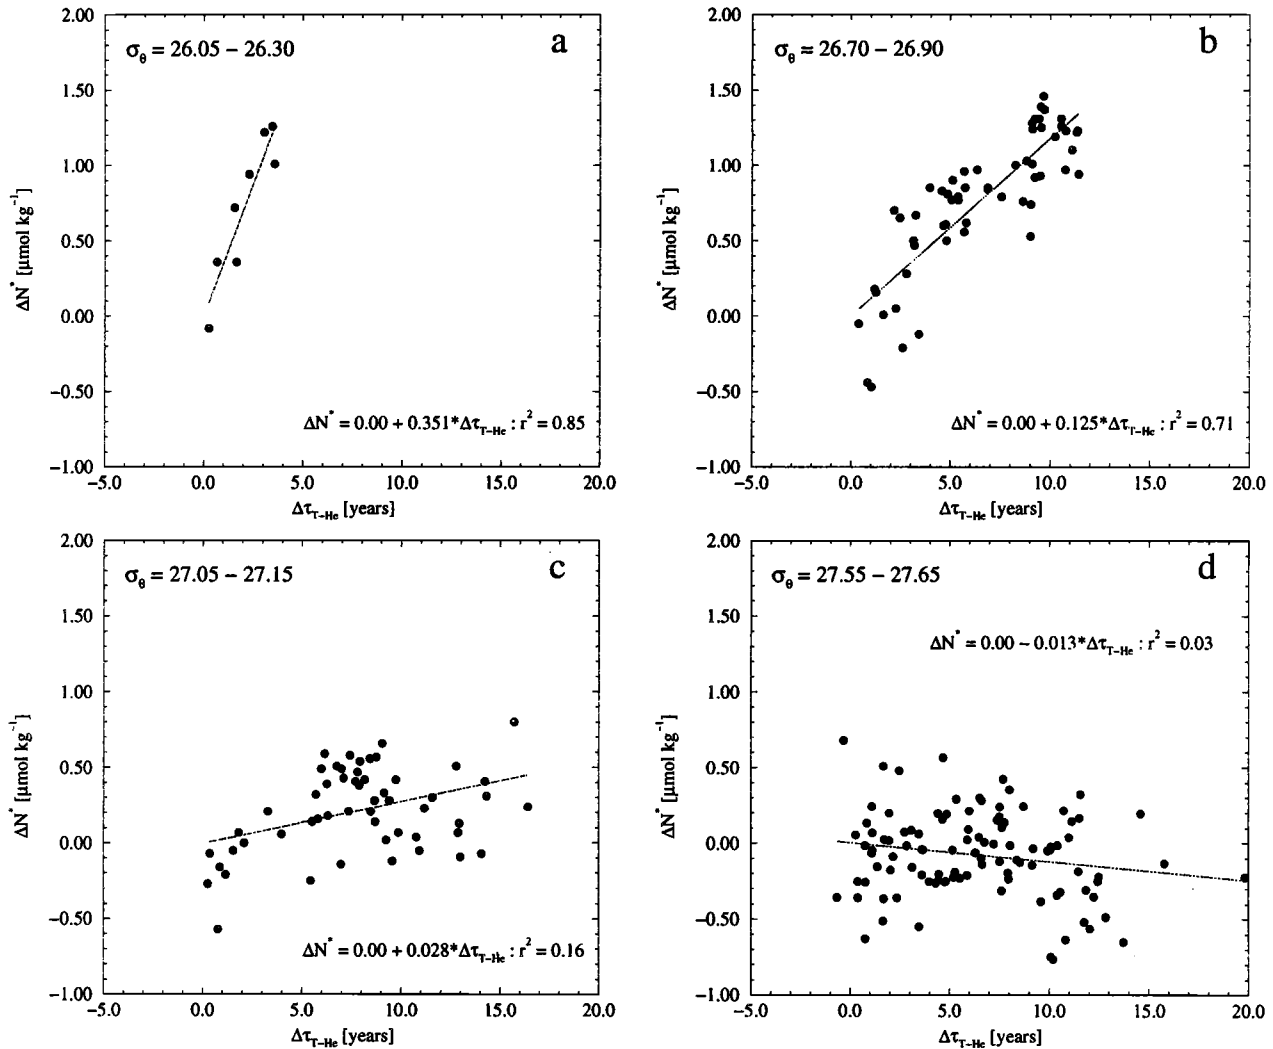 a
σθ = 26.05 – 26.30
2.00
1.50
1.00
0.50
0.00
–0.50
–1.00
ΔN* [μmol kg⁻¹]
ΔN* = 0.00 + 0.351*Δτ_T–He : r² = 0.85
–5.0 0.0 5.0 10.0 15.0 20.0
Δτ_T–He [years]
b
σθ = 26.70 – 26.90
2.00
1.50
1.00
0.50
0.00
–0.50
–1.00
ΔN* [μmol kg⁻¹]
ΔN* = 0.00 + 0.125*Δτ_T–He : r² = 0.71
–5.0 0.0 5.0 10.0 15.0 20.0
Δτ_T–He [years]
c
σθ = 27.05 – 27.15
2.00
1.50
1.00
0.50
0.00
–0.50
–1.00
ΔN* [μmol kg⁻¹]
ΔN* = 0.00 + 0.028*Δτ_T–He : r² = 0.16
–5.0 0.0 5.0 10.0 15.0 20.0
Δτ_T–He [years]
d
σθ = 27.55 – 27.65
ΔN* = 0.00 – 0.013*Δτ_T–He : r² = 0.03
2.00
1.50
1.00
0.50
0.00
–0.50
–1.00
ΔN* [μmol kg⁻¹]
–5.0 0.0 5.0 10.0 15.0 20.0
Δτ_T–He [years]